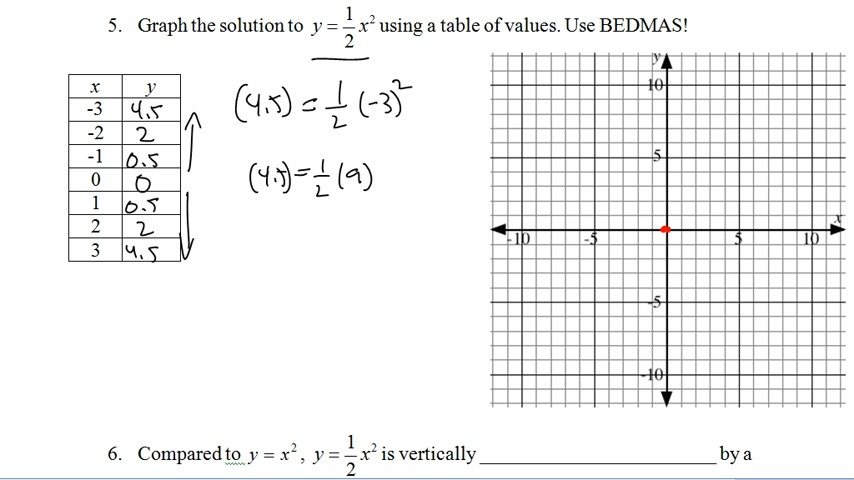 5. Graph the solution to y = 1/2 x² using a table of values. Use BEDMAS!
x y
-3 4.5
-2 2
-1 0.5
0 0
1 0.5
2 2
3 4.5
(4.5) = 1/2 (-3)²
(4.5) = 1/2 (9)
y
10
5
x
-10 -5 5 10
-5
-10
6. Compared to y = x², y = 1/2 x² is vertically ____________________ by a